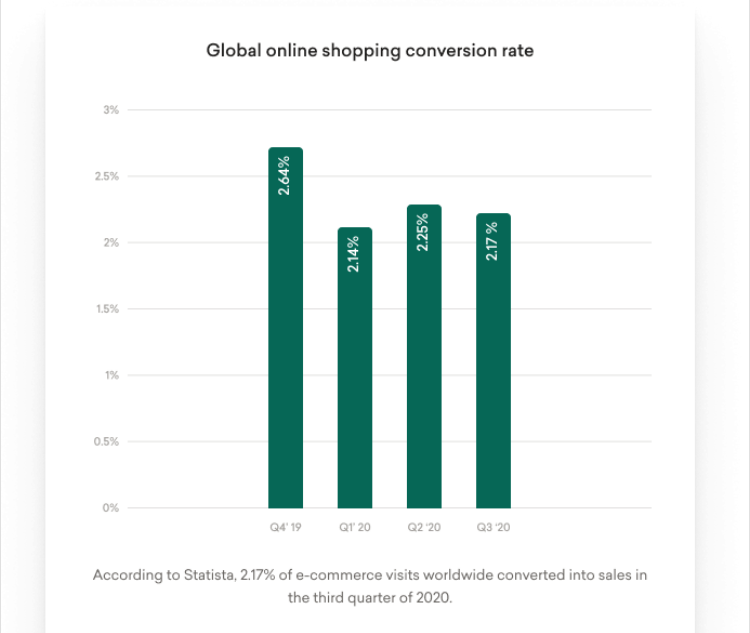 Global online shopping conversion rate
3%
2.5%
2%
1.5%
1%
0.5%
0%
2.64%
2.14%
2.25%
2.17 %
Q4' 19
Q1' 20
Q2 '20
Q3 '20
According to Statista, 2.17% of e-commerce visits worldwide converted into sales in
the third quarter of 2020.